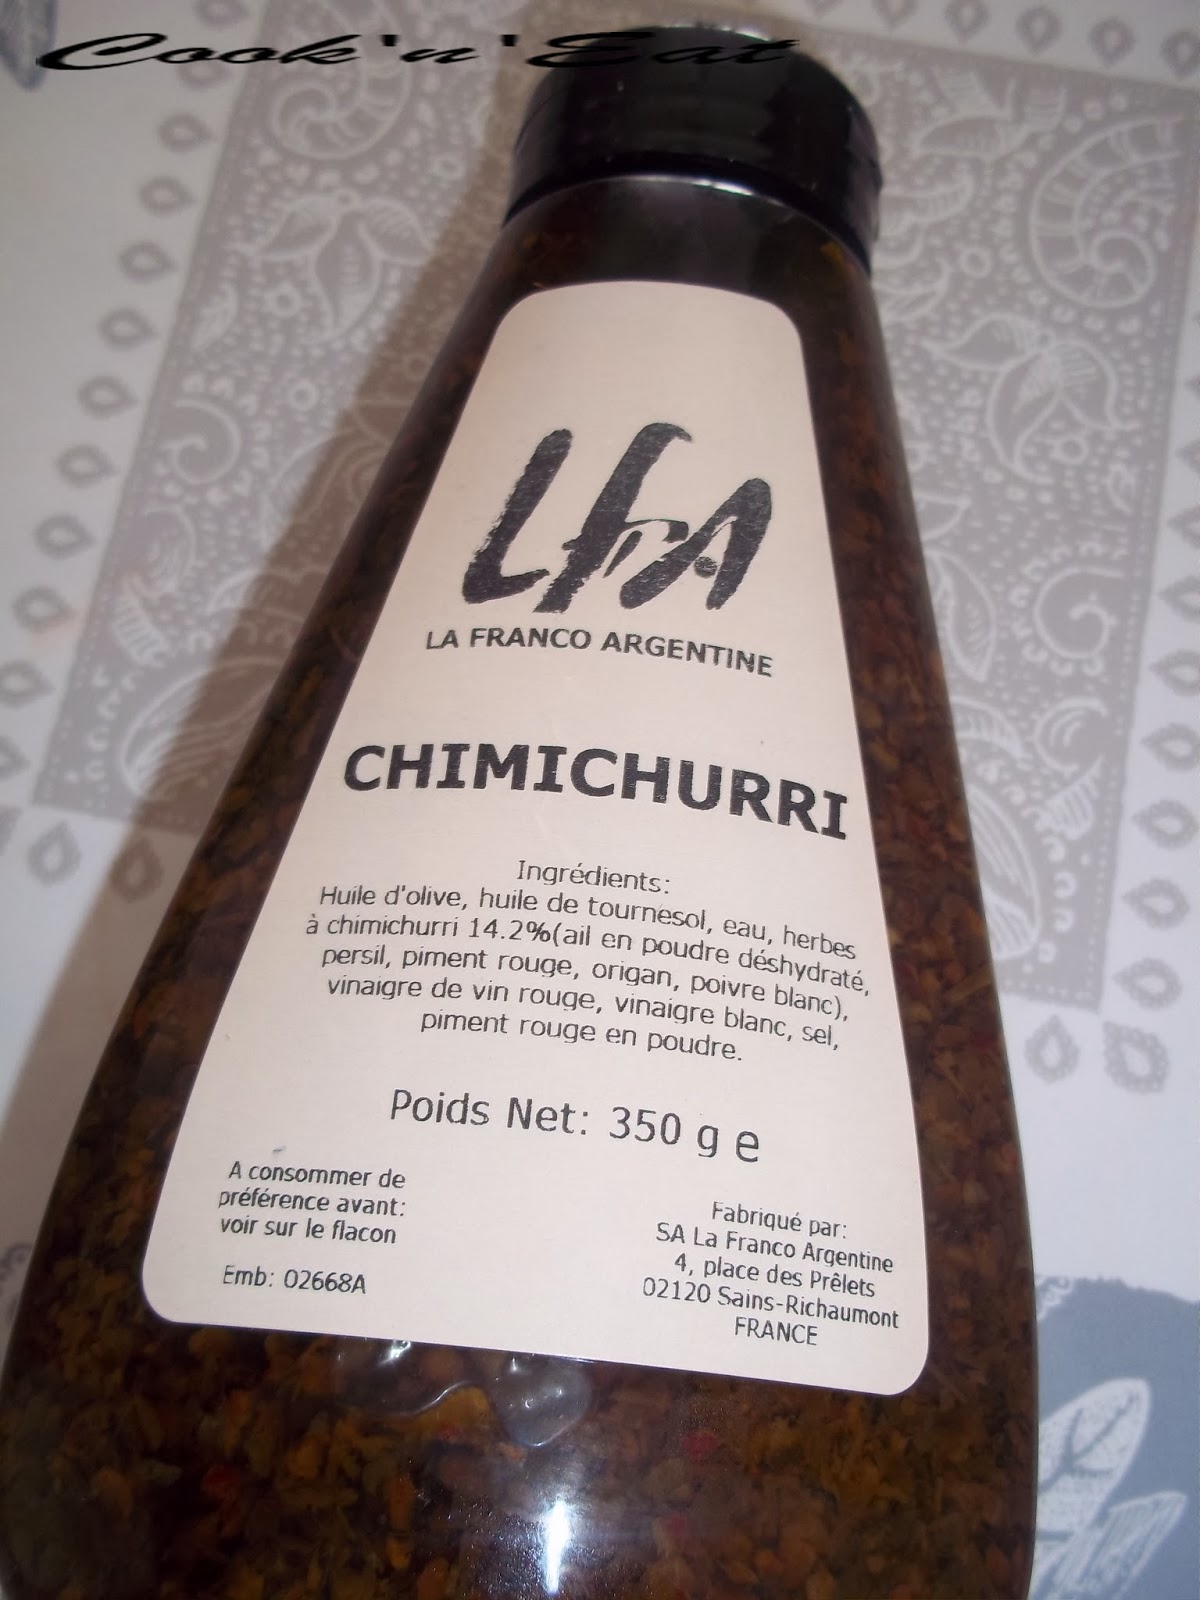 Cook'n'Eat
LFA
LA FRANCO ARGENTINE
CHIMICHURRI
Ingrédients:
Huile d'olive, huile de tournesol, eau, herbes
à chimichurri 14.2%(ail en poudre déshydraté,
persil, piment rouge, origan, poivre blanc),
vinaigre de vin rouge, vinaigre blanc, sel,
piment rouge en poudre.
Poids Net: 350 g e
A consommer de
préférence avant:
voir sur le flacon
Emb: 02668A
Fabriqué par:
SA La Franco Argentine
4, place des Prêlets
02120 Sains-Richaumont
FRANCE